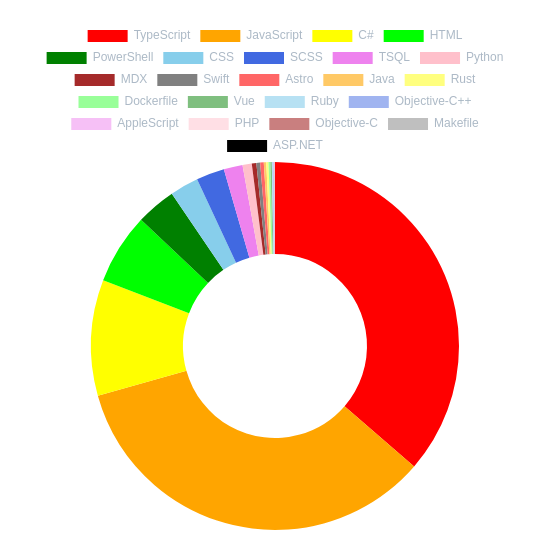 TypeScript JavaScript C# HTML
PowerShell CSS SCSS TSQL Python
MDX Swift Astro Java Rust
Dockerfile Vue Ruby Objective-C++
AppleScript PHP Objective-C Makefile
ASP.NET